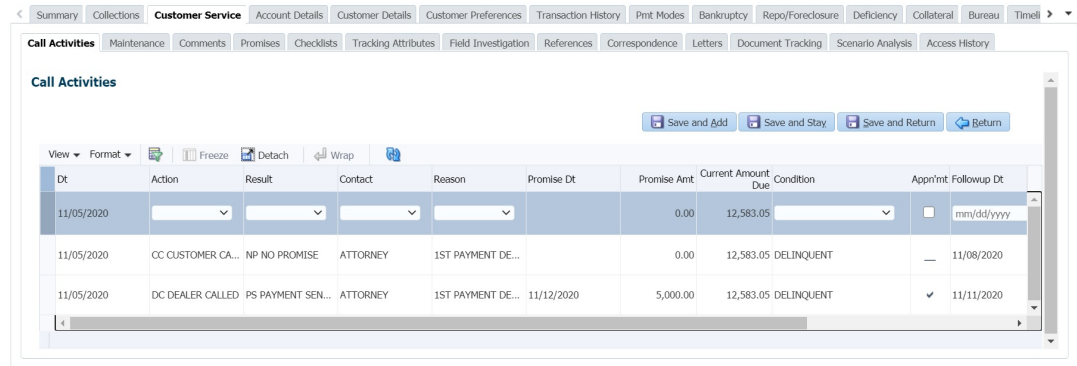 Summary Collections Customer Service Account Details Customer Details Customer Preferences Transaction History Pmt Modes Bankruptcy Repo/Foreclosure Deficiency Collateral Bureau Timeli
Call Activities Maintenance Comments Promises Checklists Tracking Attributes Field Investigation References Correspondence Letters Document Tracking Scenario Analysis Access History
Call Activities
Save and Add Save and Stay Save and Return Return
View Format Freeze Detach Wrap
Dt Action Result Contact Reason Promise Dt Promise Amt Current Amount Due Condition Appn'mt Followup Dt
11/05/2020 0.00 12,583.05 mm/dd/yyyy
11/05/2020 CC CUSTOMER CA... NP NO PROMISE ATTORNEY 1ST PAYMENT DE... 0.00 12,583.05 DELINQUENT 11/08/2020
11/05/2020 DC DEALER CALLED PS PAYMENT SEN... ATTORNEY 1ST PAYMENT DE... 11/12/2020 5,000.00 12,583.05 DELINQUENT 11/11/2020